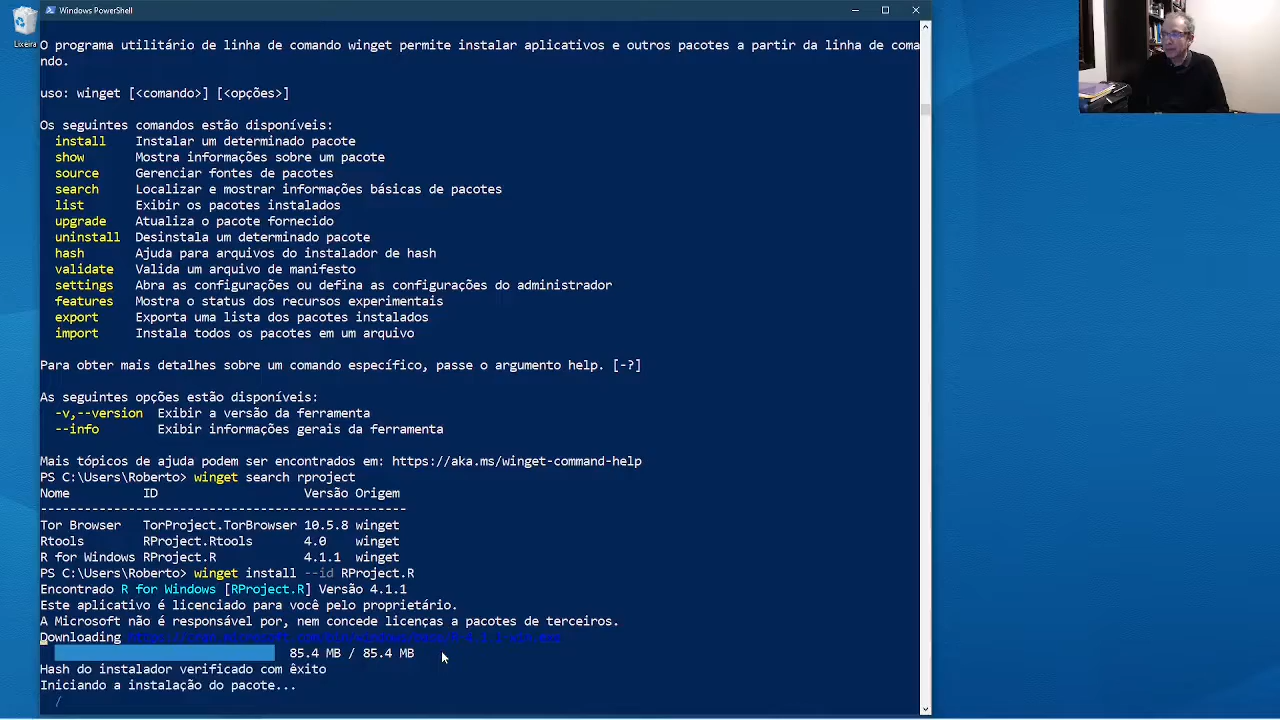 Windows PowerShell
Lixeira
O programa utilitário de linha de comando winget permite instalar aplicativos e outros pacotes a partir da linha de coma
ndo.
uso: winget [<comando>] [<opções>]
Os seguintes comandos estão disponíveis:
install Instalar um determinado pacote
show Mostra informações sobre um pacote
source Gerenciar fontes de pacotes
search Localizar e mostrar informações básicas de pacotes
list Exibir os pacotes instalados
upgrade Atualiza o pacote fornecido
uninstall Desinstala um determinado pacote
hash Ajuda para arquivos do instalador de hash
validate Valida um arquivo de manifesto
settings Abra as configurações ou defina as configurações do administrador
features Mostra o status dos recursos experimentais
export Exporta uma lista dos pacotes instalados
import Instala todos os pacotes em um arquivo
Para obter mais detalhes sobre um comando específico, passe o argumento help. [-?]
As seguintes opções estão disponíveis:
-v,--version Exibir a versão da ferramenta
--info Exibir informações gerais da ferramenta
Mais tópicos de ajuda podem ser encontrados em: https://aka.ms/winget-command-help
PS C:\Users\Roberto> winget search rproject
Nome ID Versão Origem
---------------------------------------------------
Tor Browser TorProject.TorBrowser 10.5.8 winget
Rtools RProject.Rtools 4.0 winget
R for Windows RProject.R 4.1.1 winget
PS C:\Users\Roberto> winget install --id RProject.R
Encontrado R for Windows [RProject.R] Versão 4.1.1
Este aplicativo é licenciado para você pelo proprietário.
A Microsoft não é responsável por, nem concede licenças a pacotes de terceiros.
Downloading
85.4 MB / 85.4 MB
Hash do instalador verificado com êxito
Iniciando a instalação do pacote...
/